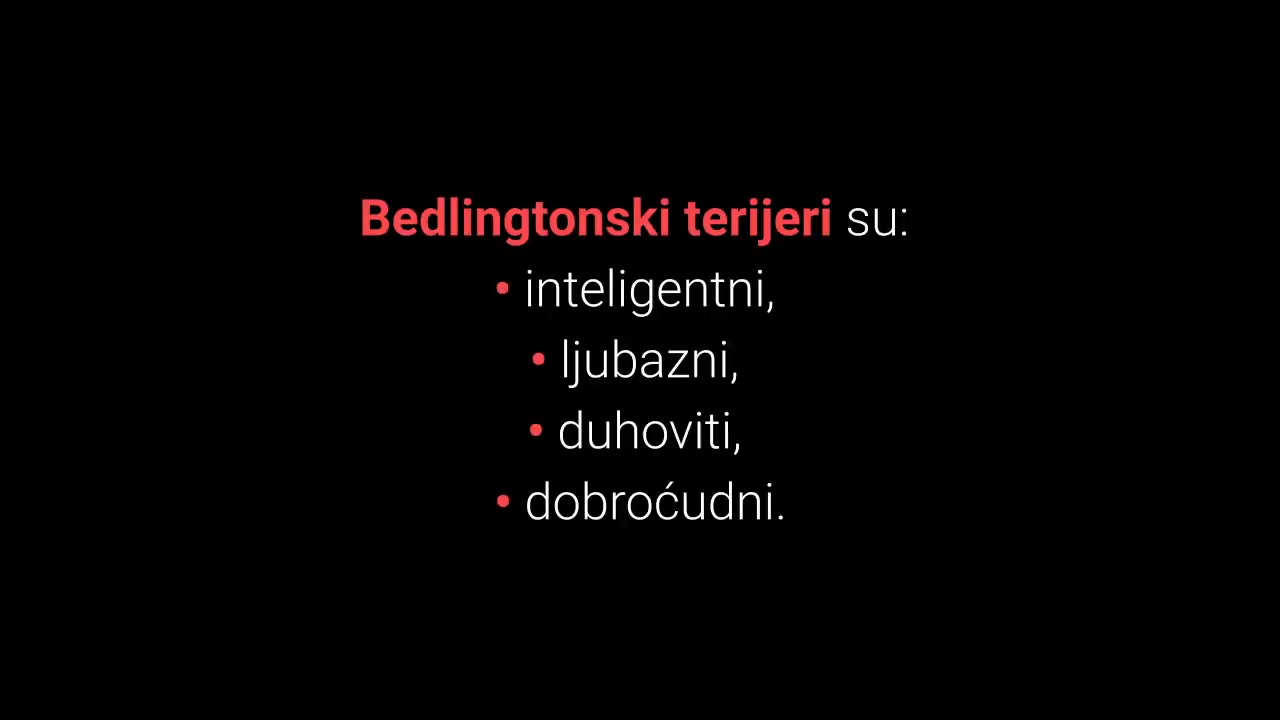 Bedlingtonski terijeri su:
• inteligentni,
• ljubazni,
• duhoviti,
• dobroćudni.